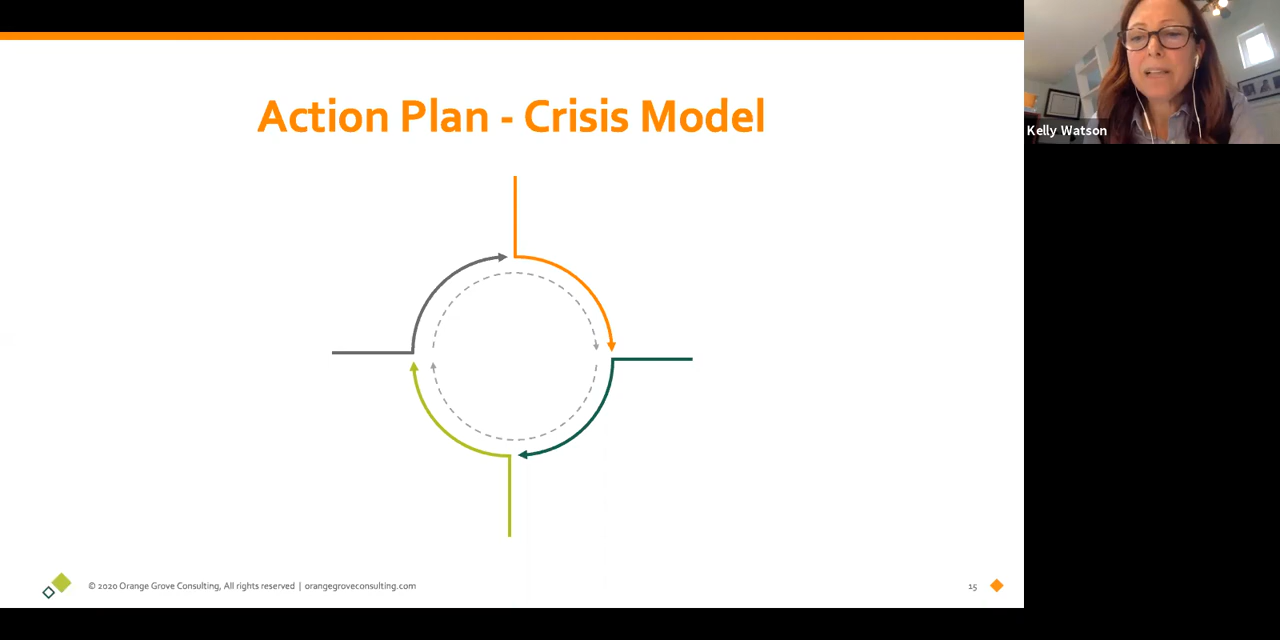 Action Plan - Crisis Model
Kelly Watson
© 2020 Orange Grove Consulting, All rights reserved | orangegroveconsulting.com
15